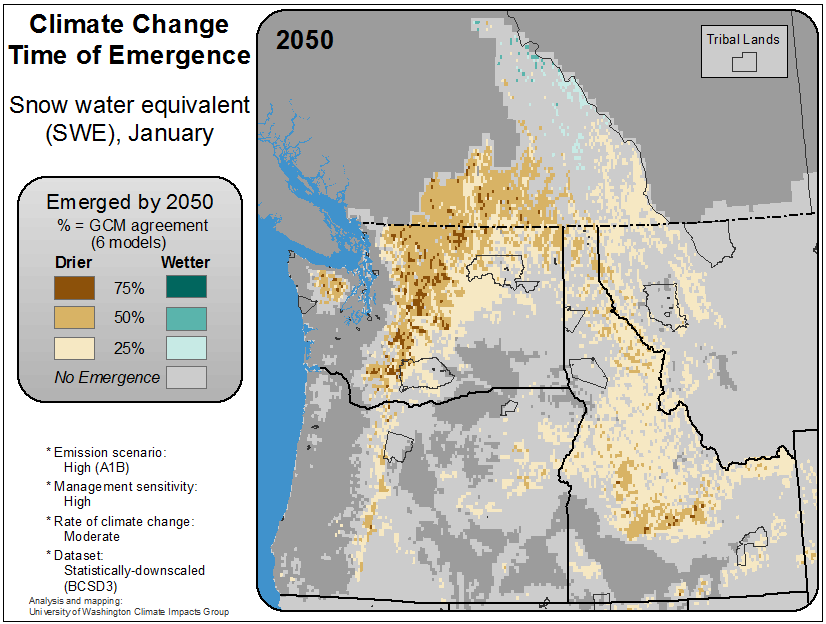 Climate Change
Time of Emergence
Snow water equivalent
(SWE), January
Emerged by 2050
% = GCM agreement
(6 models)
Drier Wetter
75%
50%
25%
No Emergence
* Emission scenario:
High (A1B)
* Management sensitivity:
High
* Rate of climate change:
Moderate
* Dataset:
Statistically-downscaled
(BCSD3)
Analysis and mapping:
University of Washington Climate Impacts Group
2050
Tribal Lands